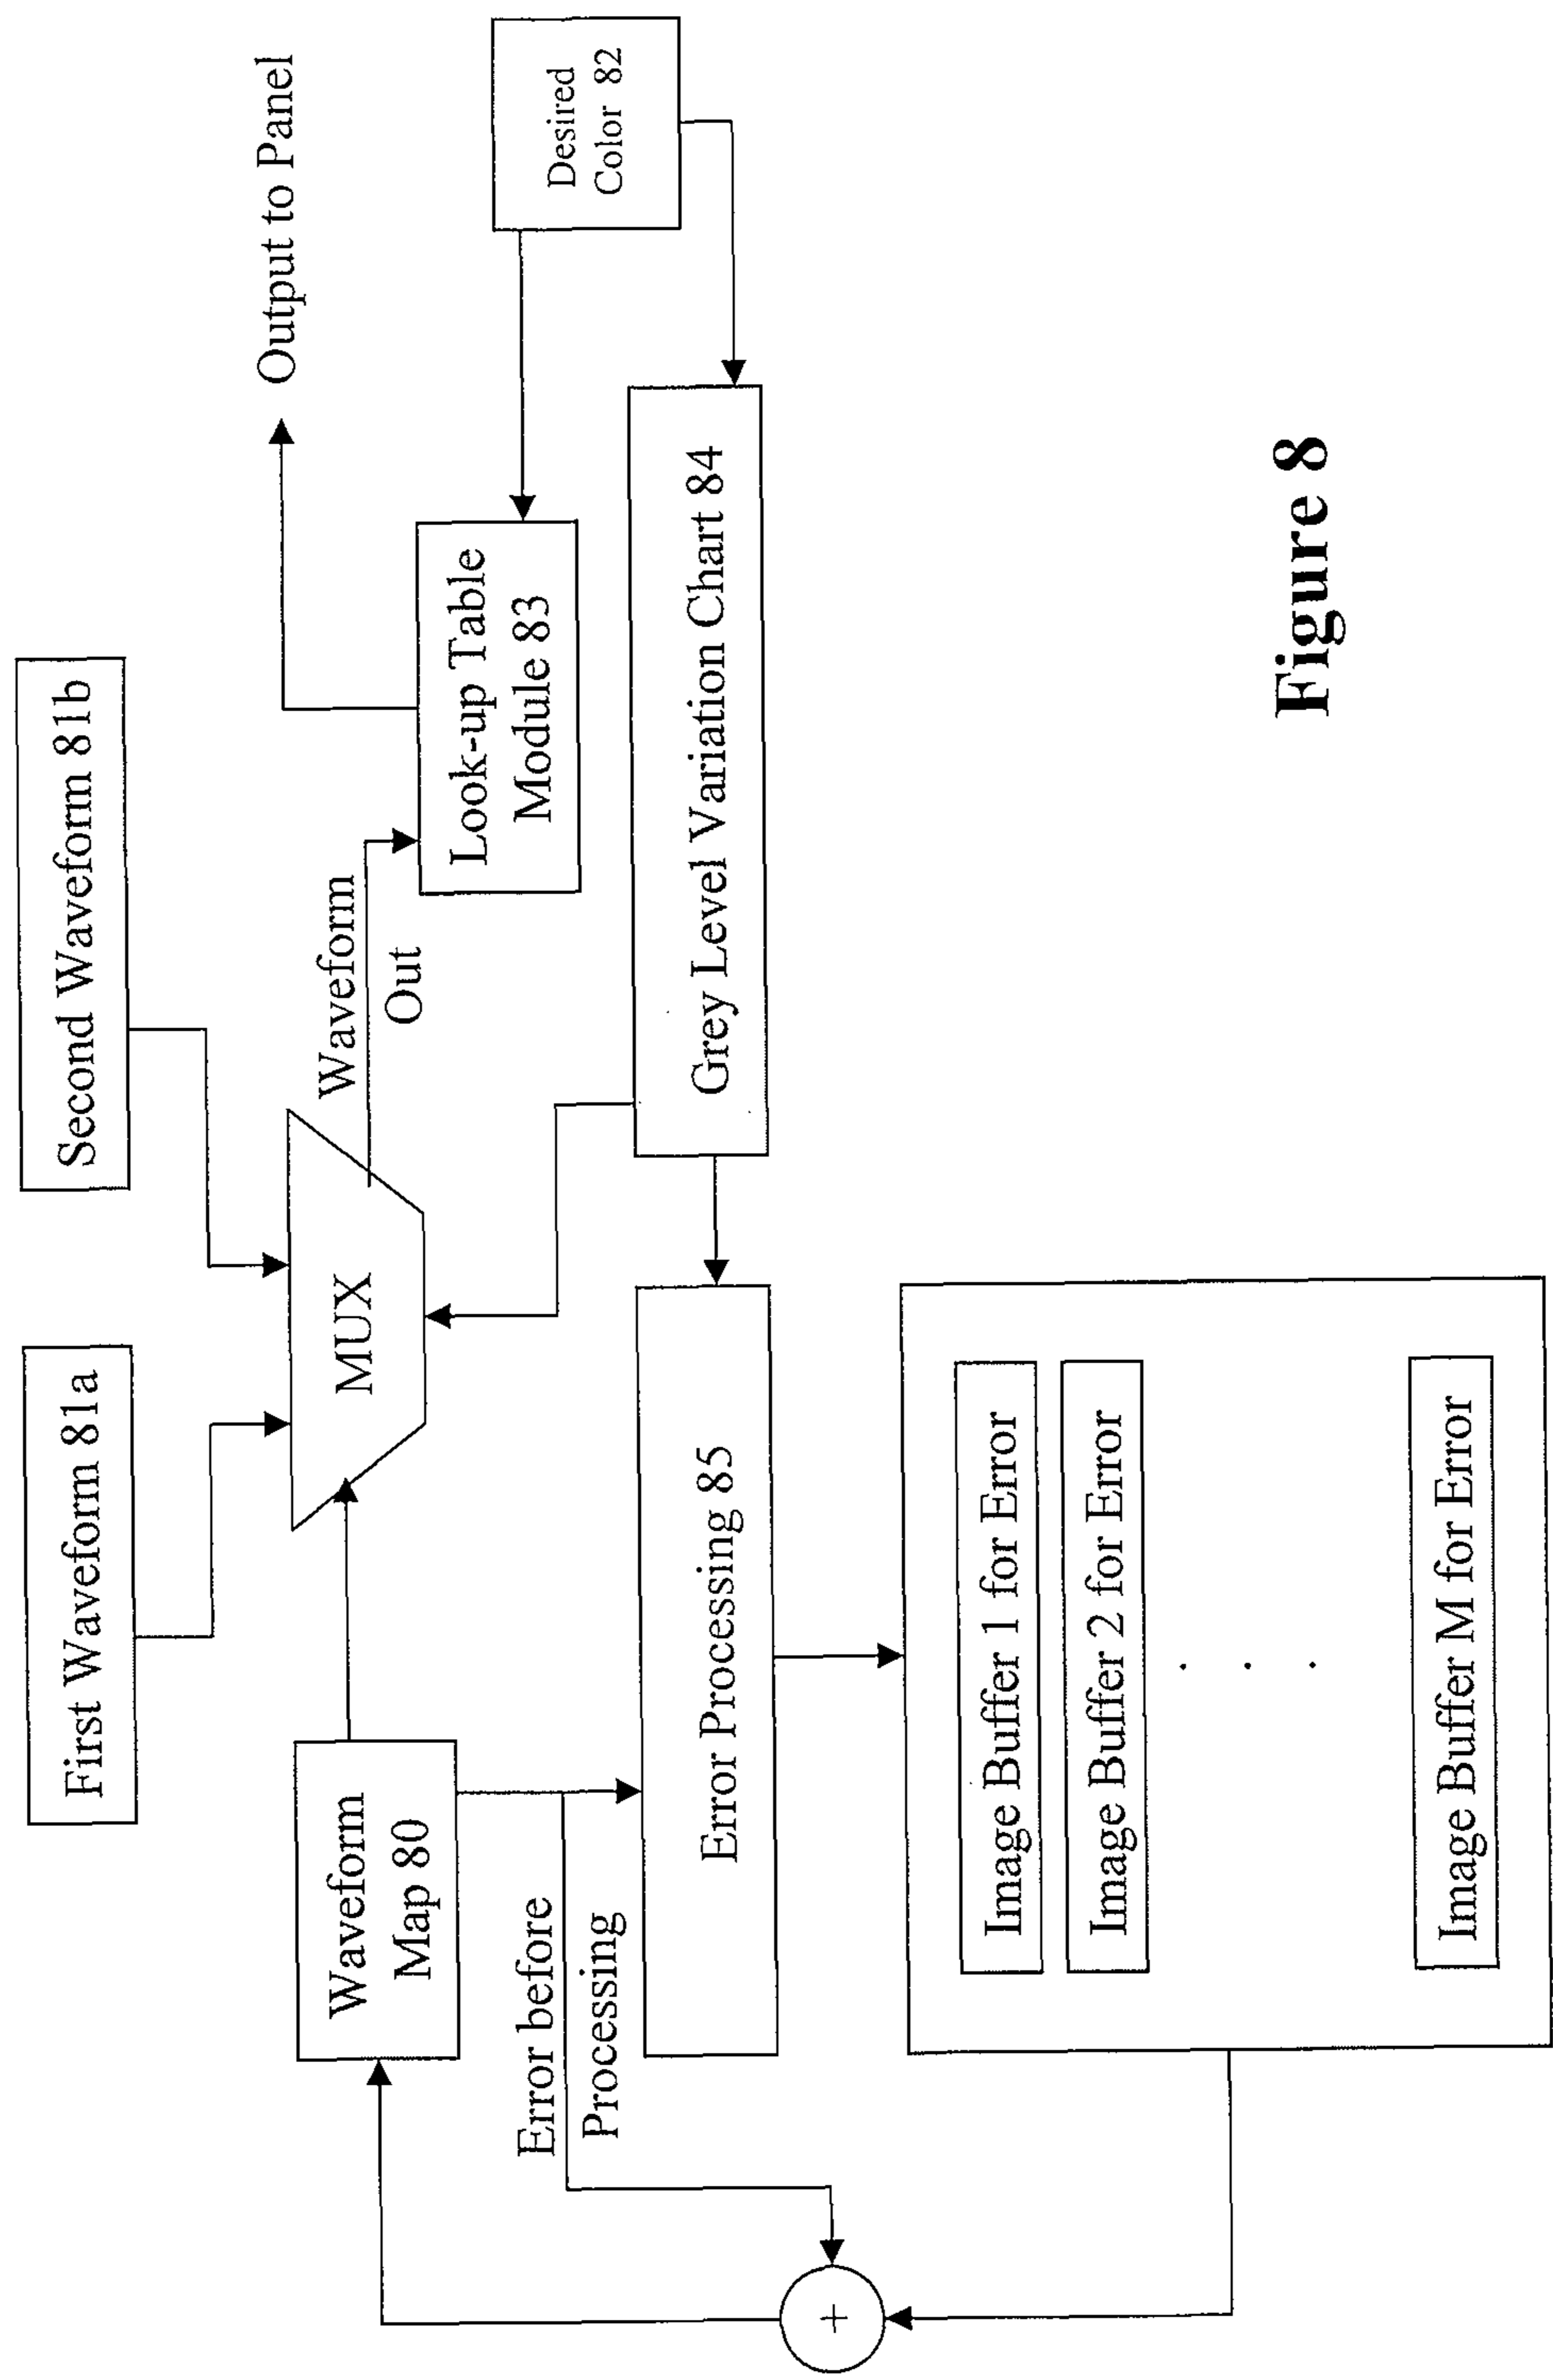 First Waveform 81a
Second Waveform 81b
Output to Panel
Waveform
Map 80
MUX
Waveform
Out
Look-up Table
Module 83
Desired
Color 82
Error before
Processing
Error Processing 85
Grey Level Variation Chart 84
+
Image Buffer 1 for Error
Image Buffer 2 for Error
. . .
Image Buffer M for Error
Figure 8